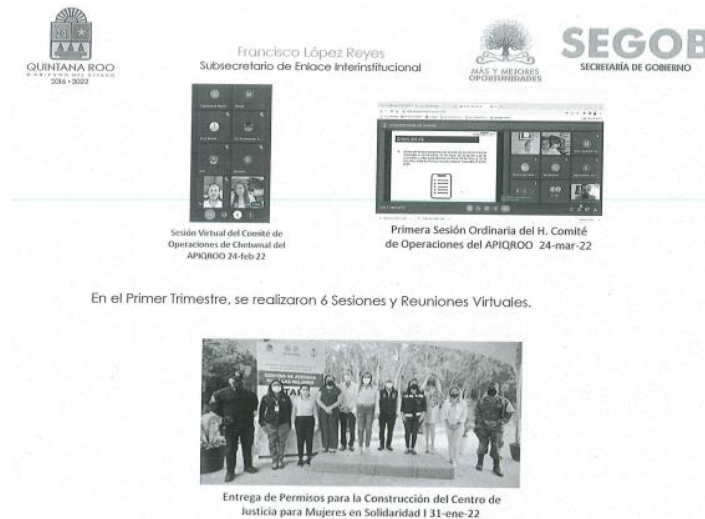 QUINTANA ROO
GOBIERNO DEL ESTADO
2016 • 2022
Francisco López Reyes
Subsecretario de Enlace Interinstitucional
MÁS Y MEJORES
OPORTUNIDADES
SEGOB
SECRETARÍA DE GOBIERNO
Sesión Virtual del Comité de
Operaciones de Chetumal del
APIQROO 24-feb 22
Primera Sesión Ordinaria del H. Comité
de Operaciones del APIQROO 24-mar-22
En el Primer Trimestre, se realizaron 6 Sesiones y Reuniones Virtuales.
CENTRO DE JUSTICIA
Entrega de Permisos para la Construcción del Centro de
Justicia para Mujeres en Solidaridad I 31-ene-22